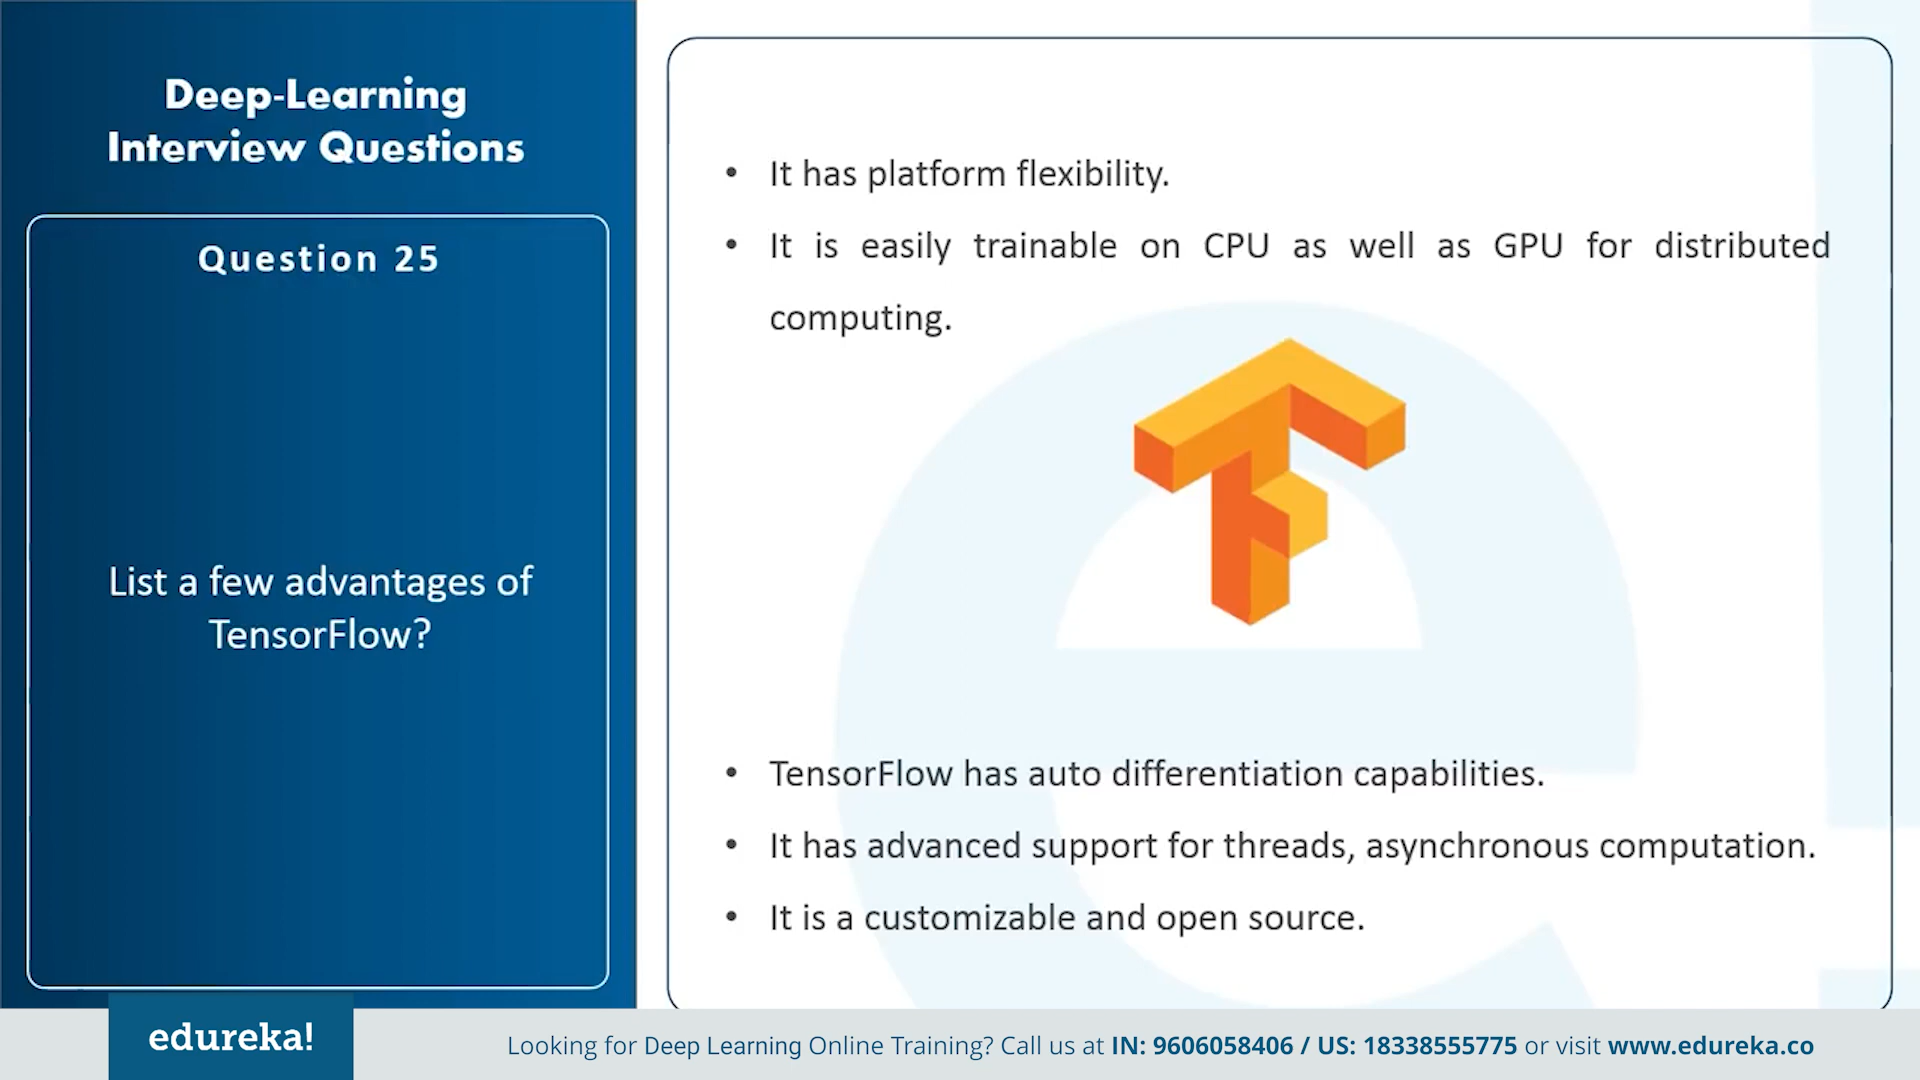 Deep-Learning
Interview Questions
Question 25
List a few advantages of
TensorFlow?
• It has platform flexibility.
• It is easily trainable on CPU as well as GPU for distributed
computing.
• TensorFlow has auto differentiation capabilities.
• It has advanced support for threads, asynchronous computation.
• It is a customizable and open source.
edureka!
Looking for Deep Learning Online Training? Call us at IN: 9606058406 / US: 18338555775 or visit www.edureka.co